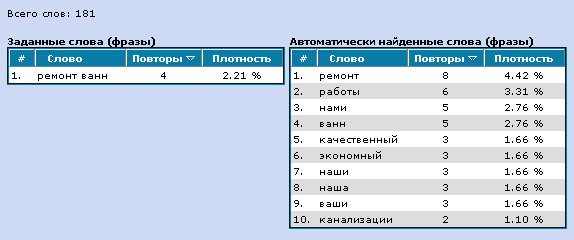 Всего слов: 181
Заданные слова (фразы)
# Слово Повторы Плотность
1. ремонт ванн 4 2.21 %
Автоматически найденные слова (фразы)
# Слово Повторы Плотность
1. ремонт 8 4.42 %
2. работы 6 3.31 %
3. нами 5 2.76 %
4. ванн 5 2.76 %
5. качественный 3 1.66 %
6. экономный 3 1.66 %
7. наши 3 1.66 %
8. наша 3 1.66 %
9. ваши 3 1.66 %
10. канализации 2 1.10 %